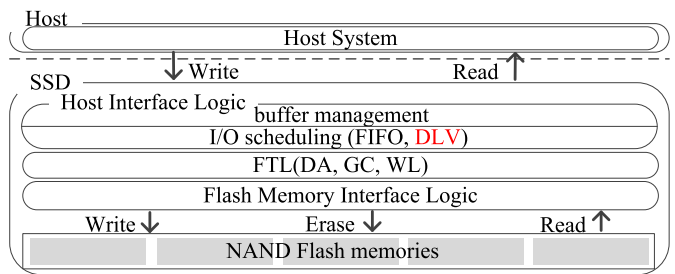 Host
Host System
Write Read
SSD
Host Interface Logic
buffer management
I/O scheduling (FIFO, DLV)
FTL(DA, GC, WL)
Flash Memory Interface Logic
Write Erase Read
NAND Flash memories